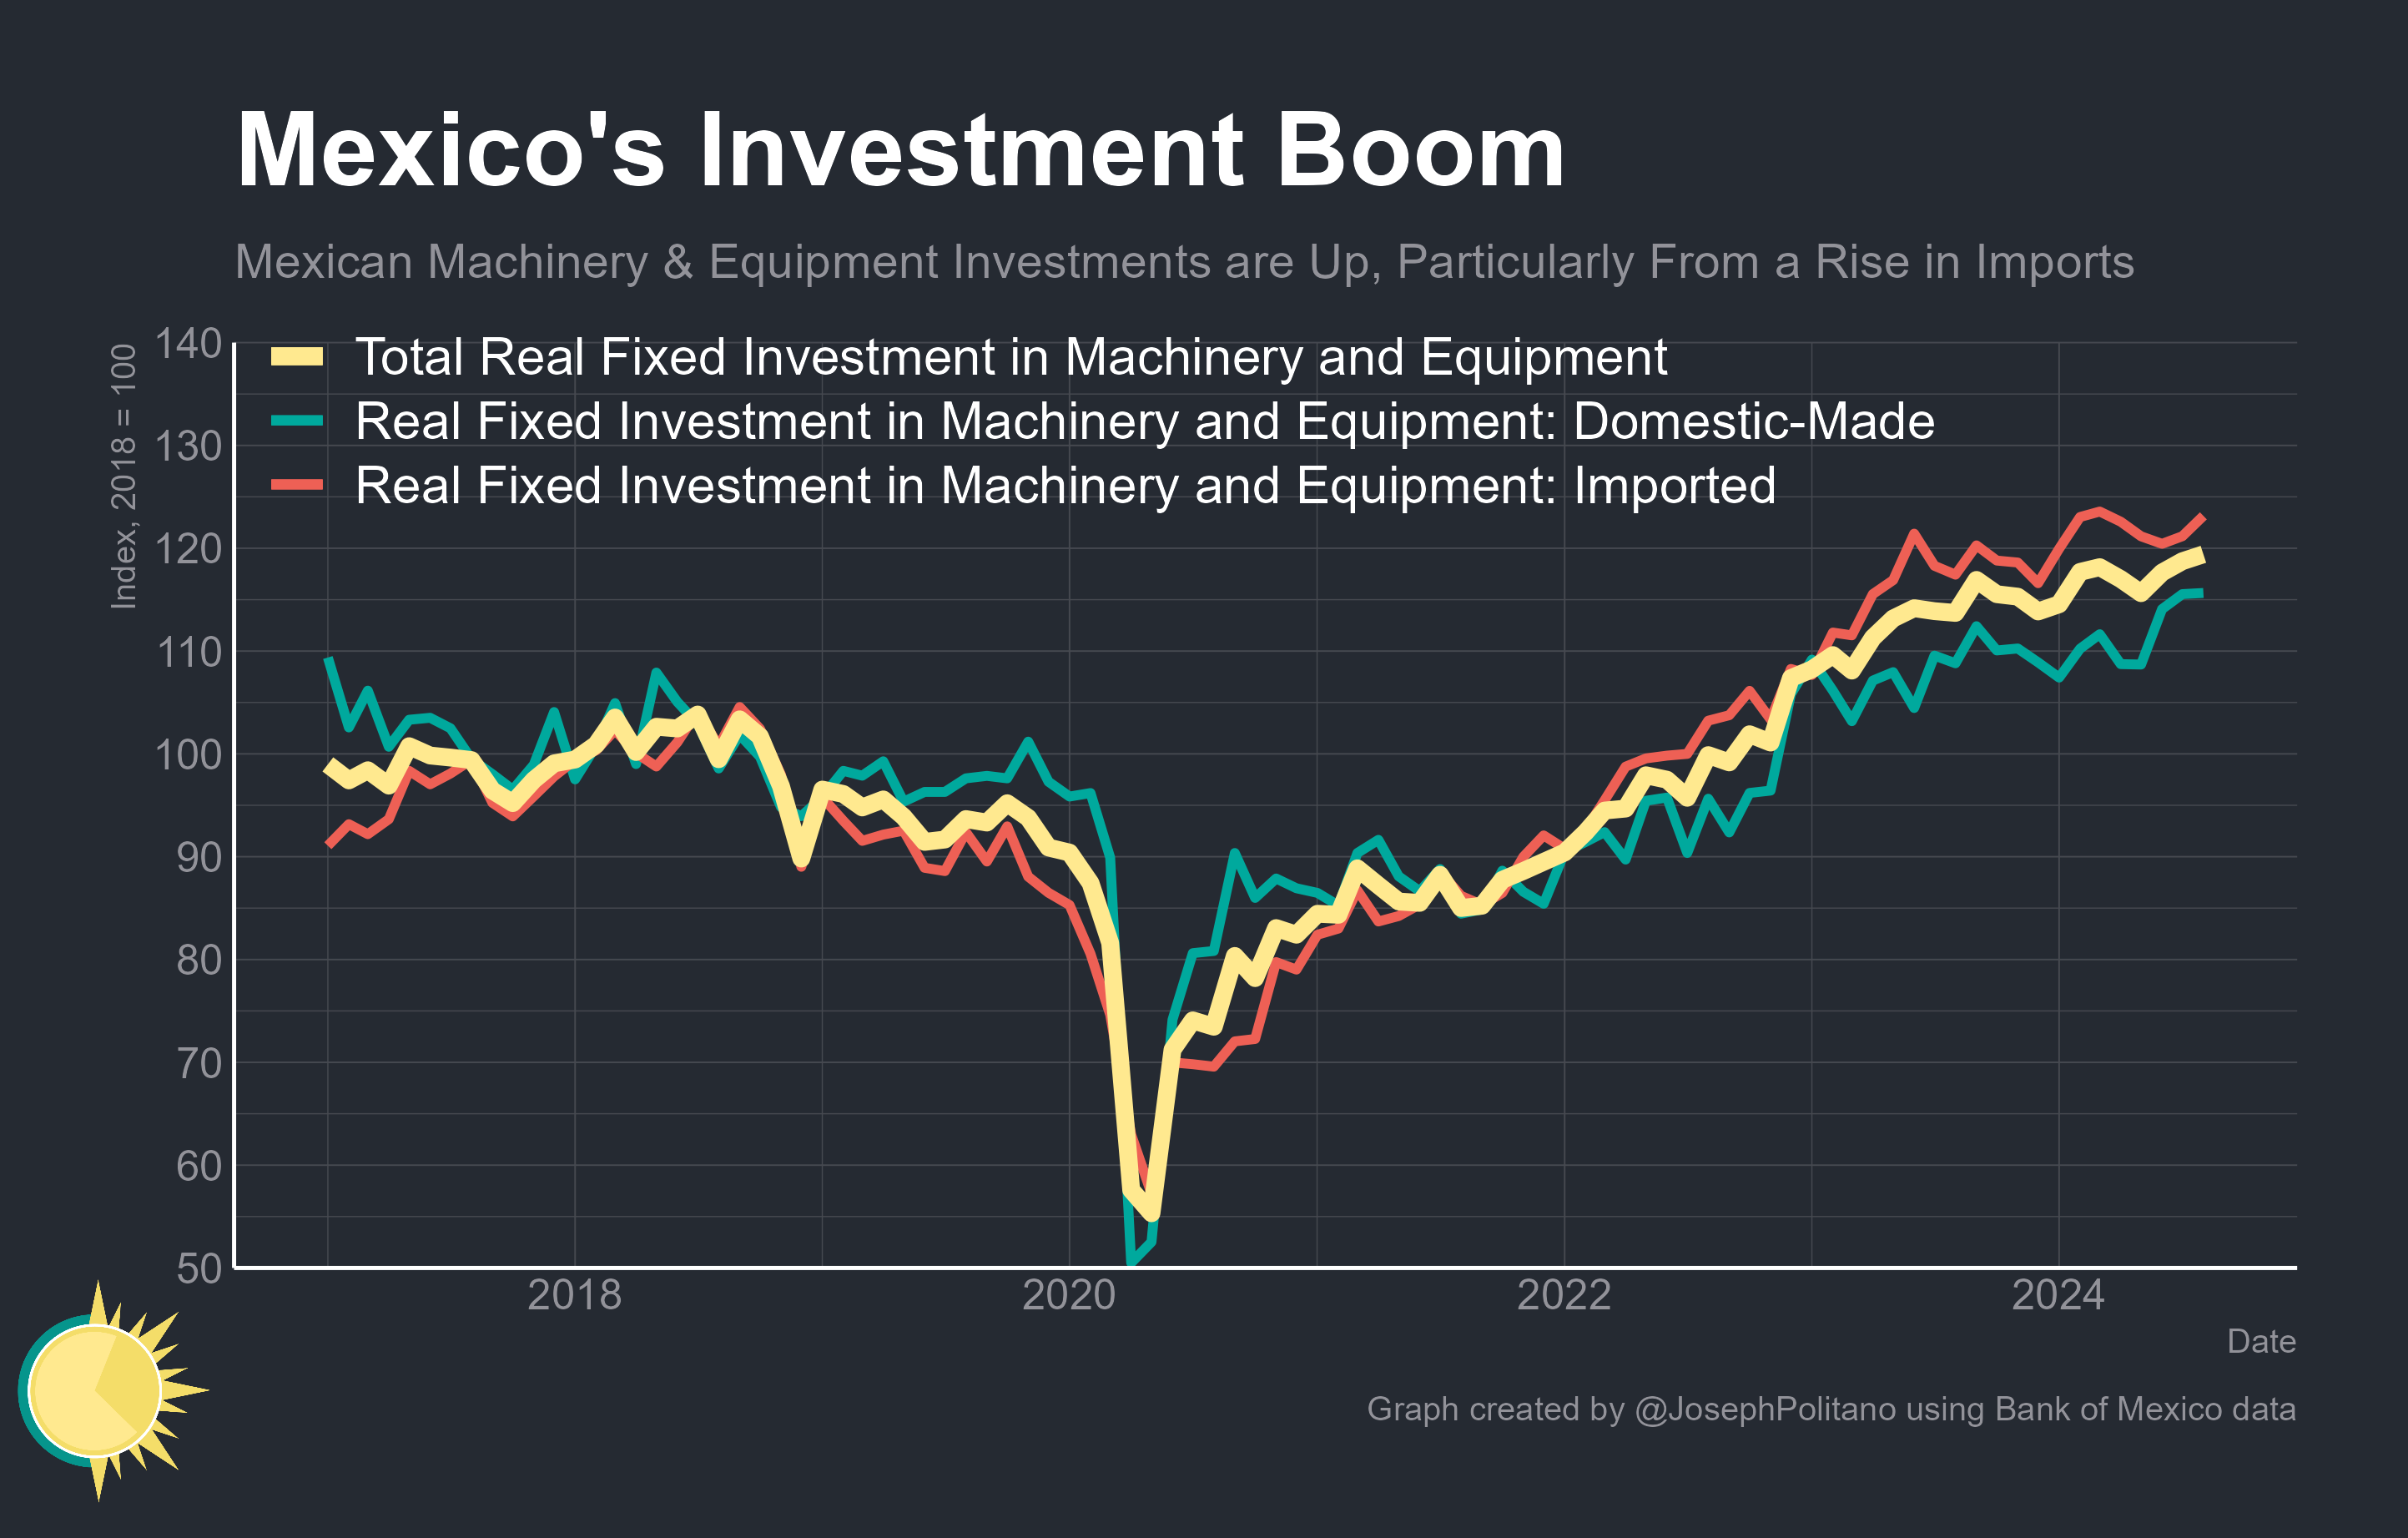 Mexico's Investment Boom
Mexican Machinery & Equipment Investments are Up, Particularly From a Rise in Imports
Index, 2018 = 100
140
130
120
110
100
90
80
70
60
50
Total Real Fixed Investment in Machinery and Equipment
Real Fixed Investment in Machinery and Equipment: Domestic-Made
Real Fixed Investment in Machinery and Equipment: Imported
2018
2020
2022
2024
Date
Graph created by @JosephPolitano using Bank of Mexico data